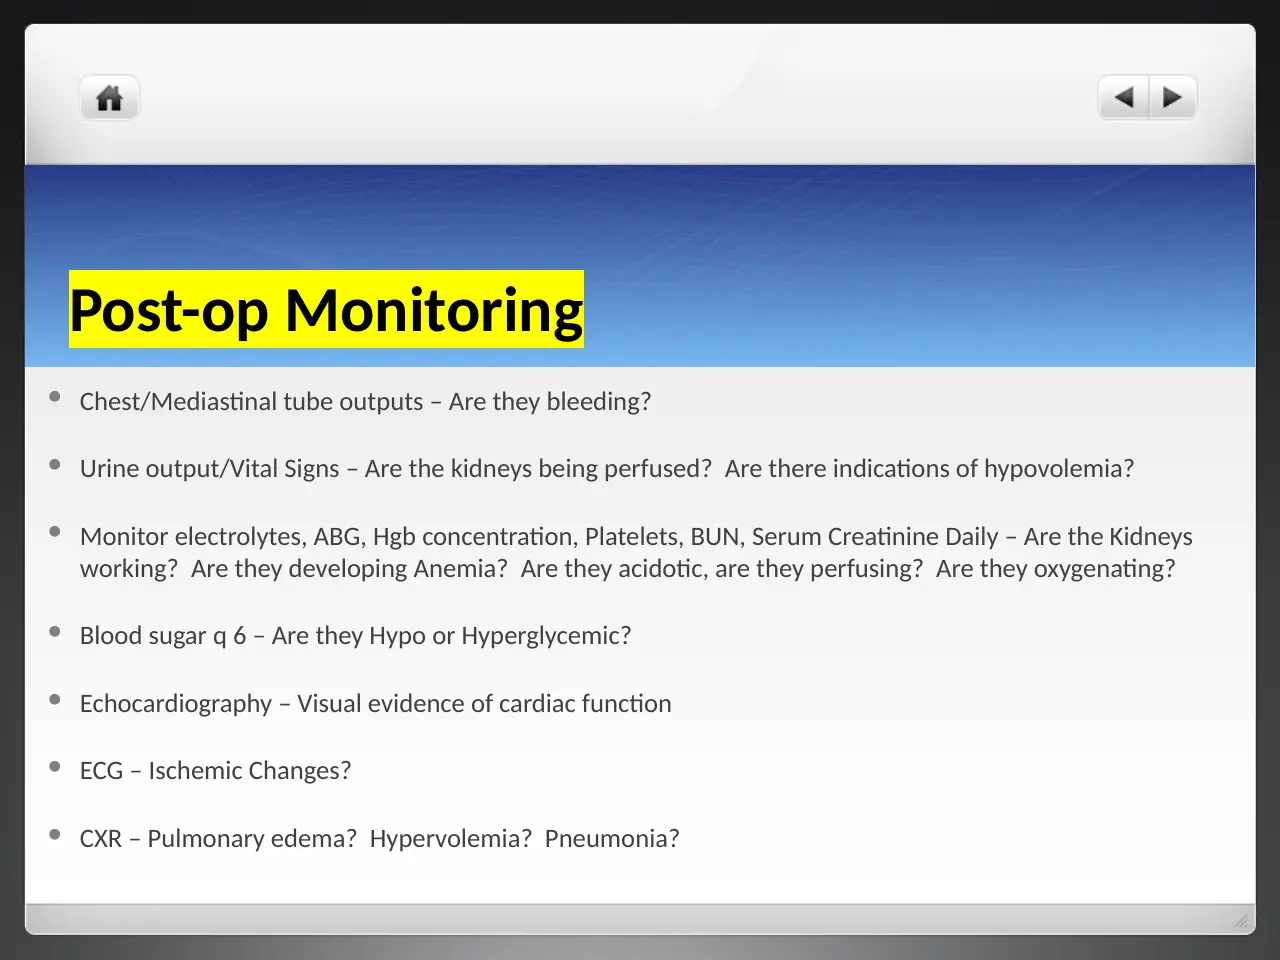 Post-op Monitoring
• Chest/Mediastinal tube outputs – Are they bleeding?
• Urine output/Vital Signs – Are the kidneys being perfused?  Are there indications of hypovolemia?
• Monitor electrolytes, ABG, Hgb concentration, Platelets, BUN, Serum Creatinine Daily – Are the Kidneys
working?  Are they developing Anemia?  Are they acidotic, are they perfusing?  Are they oxygenating?
• Blood sugar q 6 – Are they Hypo or Hyperglycemic?
• Echocardiography – Visual evidence of cardiac function
• ECG – Ischemic Changes?
• CXR – Pulmonary edema?  Hypervolemia?  Pneumonia?